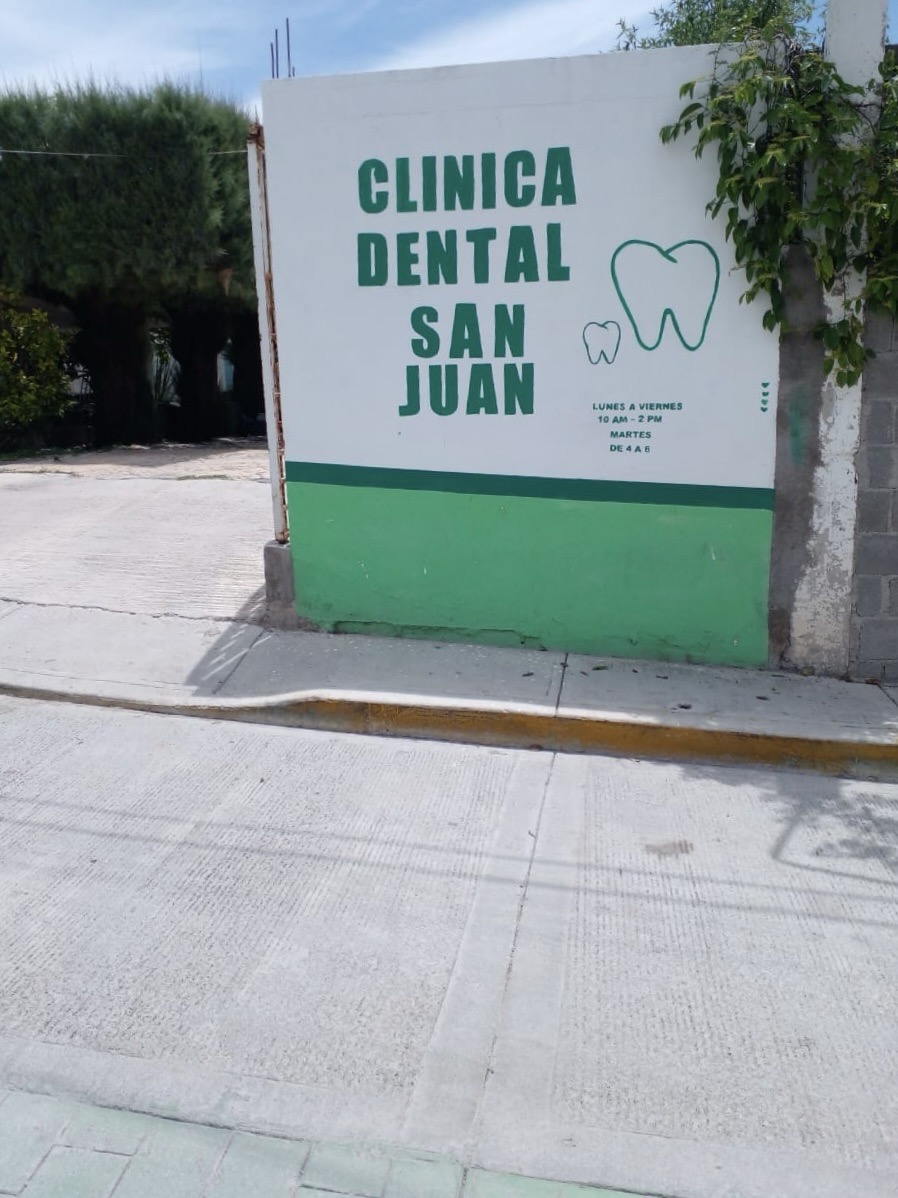 CLINICA
DENTAL
SAN
JUAN
LUNES A VIERNES
10 AM - 2 PM
MARTES
DE 4 A 6